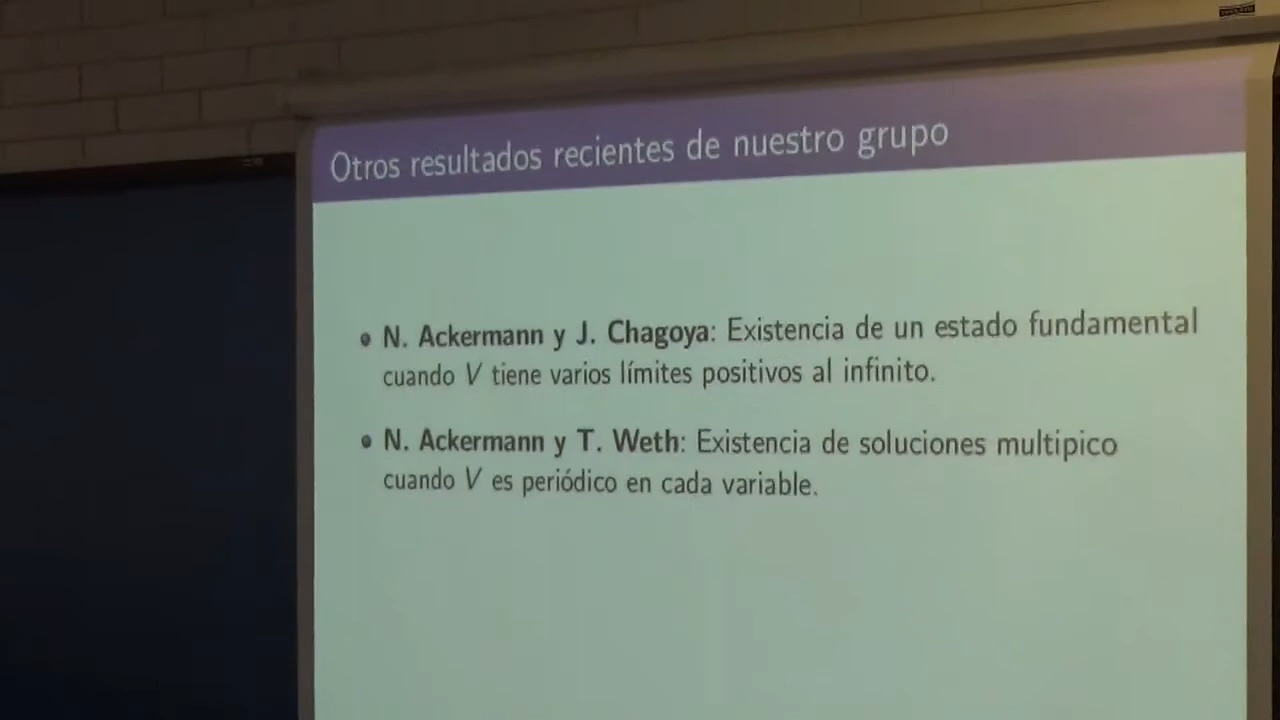 Otros resultados recientes de nuestro grupo
• N. Ackermann y J. Chagoya: Existencia de un estado fundamental
cuando V tiene varios límites positivos al infinito.
• N. Ackermann y T. Weth: Existencia de soluciones multipico
cuando V es periódico en cada variable.